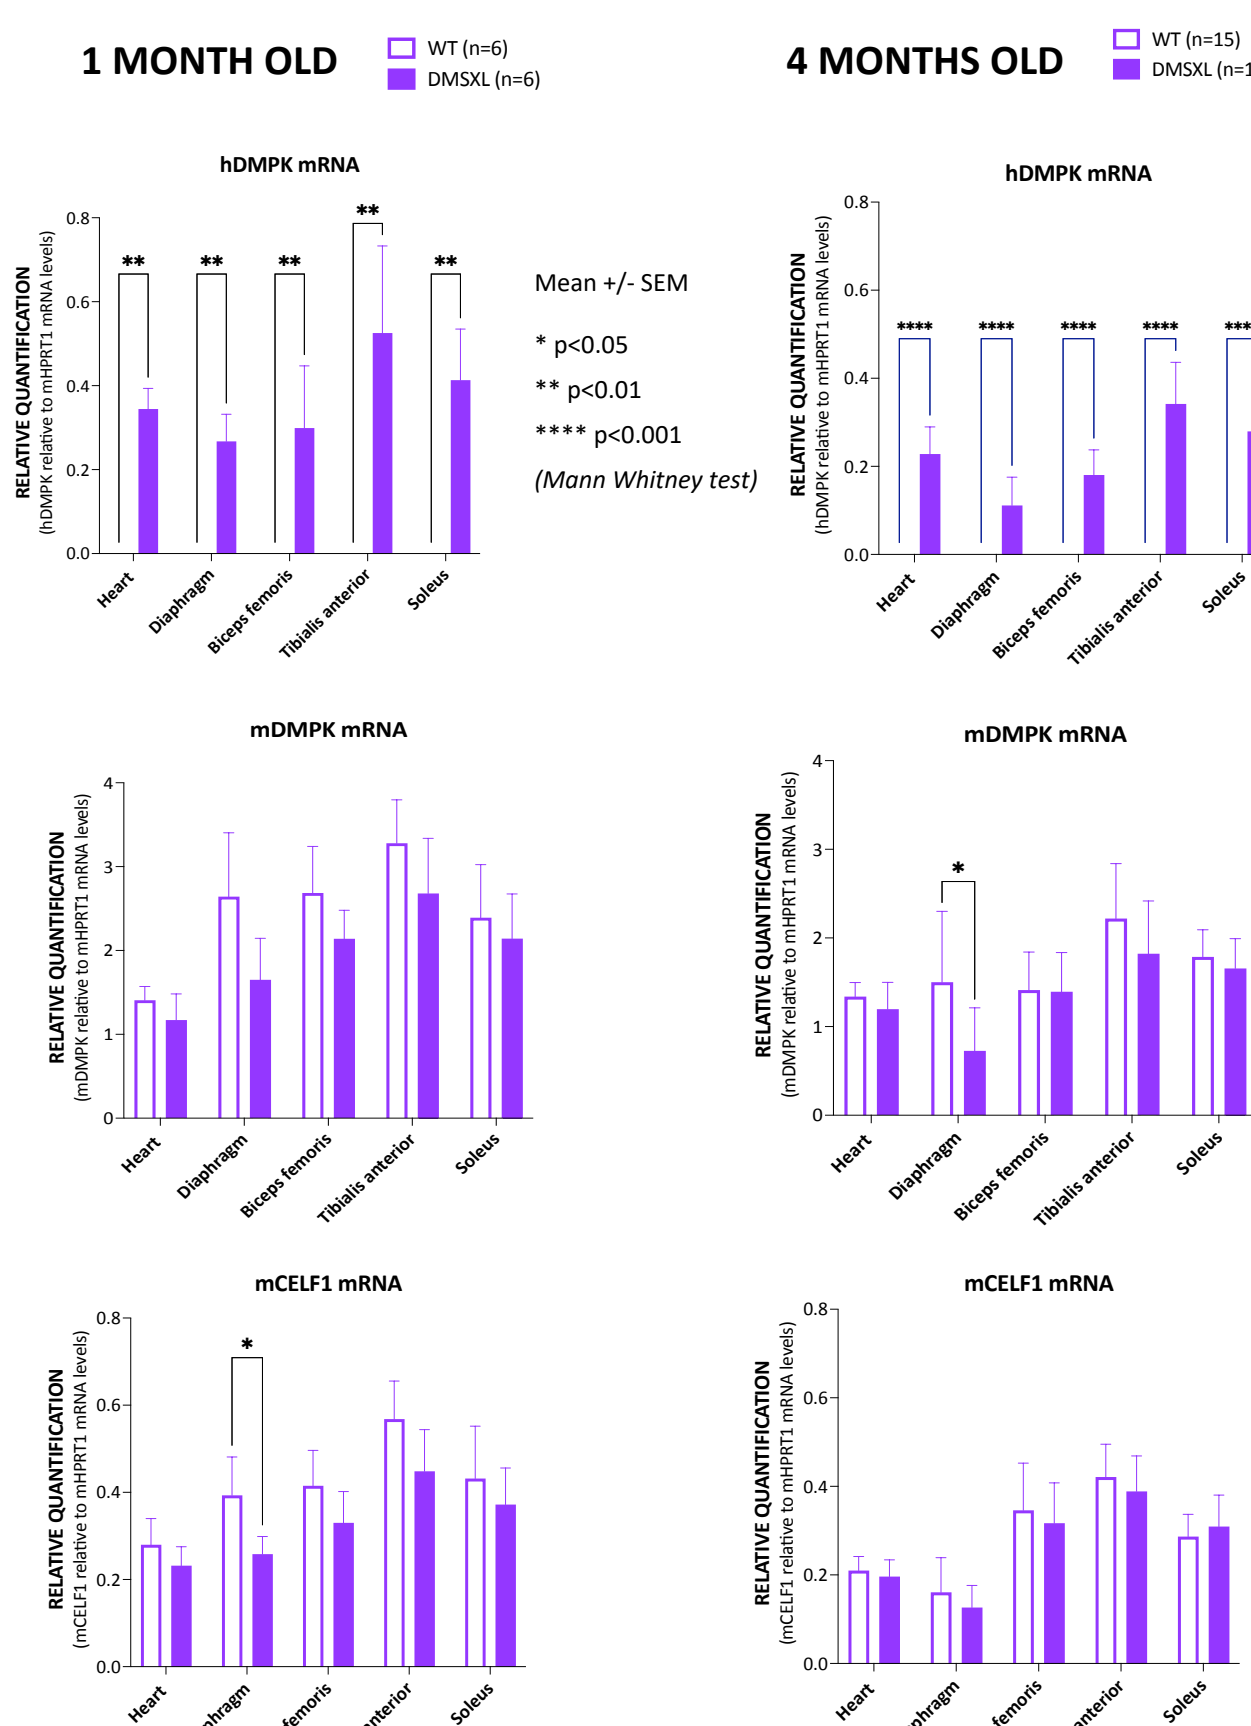 1 MONTH OLD
WT (n=6)
DMSXL (n=6)
4 MONTHS OLD
WT (n=15)
DMSXL (n=1
hDMPK mRNA
RELATIVE QUANTIFICATION
(hDMPK relative to mHPRT1 mRNA levels)
0.8
0.6
0.4
0.2
0.0
**
**
**
**
**
Heart
Diaphragm
Biceps femoris
Tibialis anterior
Soleus
Mean +/- SEM
* p<0.05
** p<0.01
**** p<0.001
(Mann Whitney test)
hDMPK mRNA
RELATIVE QUANTIFICATION
(hDMPK relative to mHPRT1 mRNA levels)
0.8
0.6
0.4
0.2
0.0
****
****
****
****
***
Heart
Diaphragm
Biceps femoris
Tibialis anterior
Soleus
mDMPK mRNA
RELATIVE QUANTIFICATION
(mDMPK relative to mHPRT1 mRNA levels)
4
3
2
1
0
Heart
Diaphragm
Biceps femoris
Tibialis anterior
Soleus
mDMPK mRNA
RELATIVE QUANTIFICATION
(mDMPK relative to mHPRT1 mRNA levels)
4
3
2
1
0
*
Heart
Diaphragm
Biceps femoris
Tibialis anterior
Soleus
mCELF1 mRNA
RELATIVE QUANTIFICATION
(mCELF1 relative to mHPRT1 mRNA levels)
0.8
0.6
0.4
0.2
0.0
*
Heart
phragm
femoris
anterior
Soleus
mCELF1 mRNA
RELATIVE QUANTIFICATION
(mCELF1 relative to mHPRT1 mRNA levels)
0.8
0.6
0.4
0.2
0.0
Heart
phragm
femoris
anterior
Soleus